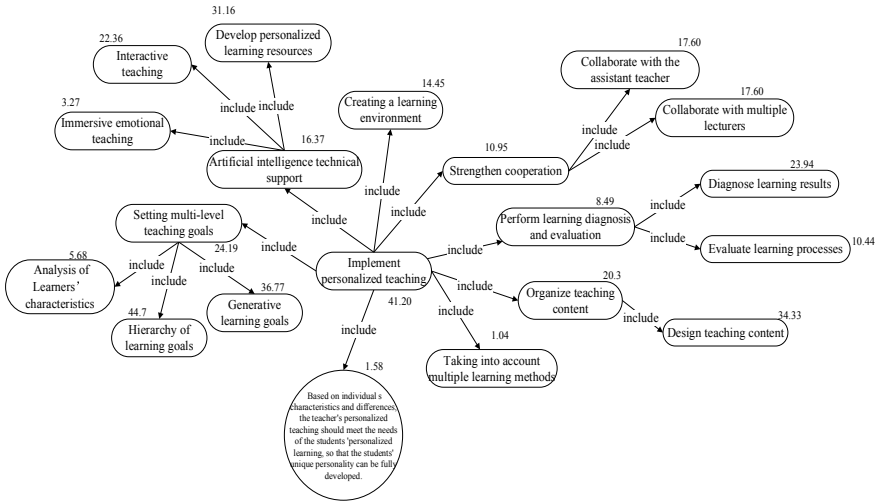 31.16
Develop personalized
learning resources
22.36
Interactive
teaching
3.27
Immersive emotional
teaching
include
include
include
16.37
Artificial intelligence technical
support
14.45
Creating a learning
environment
17.60
Collaborate with the
assistant teacher
17.60
Collaborate with multiple
lecturers
include
include
10.95
Strengthen cooperation
include
include
include
23.94
Diagnose learning results
8.49
Perform learning diagnosis
and evaluation
include
include
10.44
Evaluate learning processes
Setting multi-level
teaching goals
24.19
include
include
include
include
5.68
Analysis of
Learners’
characteristics
44.7
Hierarchy of
learning goals
36.77
Generative
learning goals
Implement
personalized teaching
41.20
include
include
20.3
Organize teaching
content
include
34.33
Design teaching content
include
1.04
Taking into account
multiple learning methods
include
1.58
Based on individual s
characteristics and differences,
the teacher's personalized
teaching should meet the needs
of the students 'personalized
learning, so that the students'
unique personality can be fully
developed.